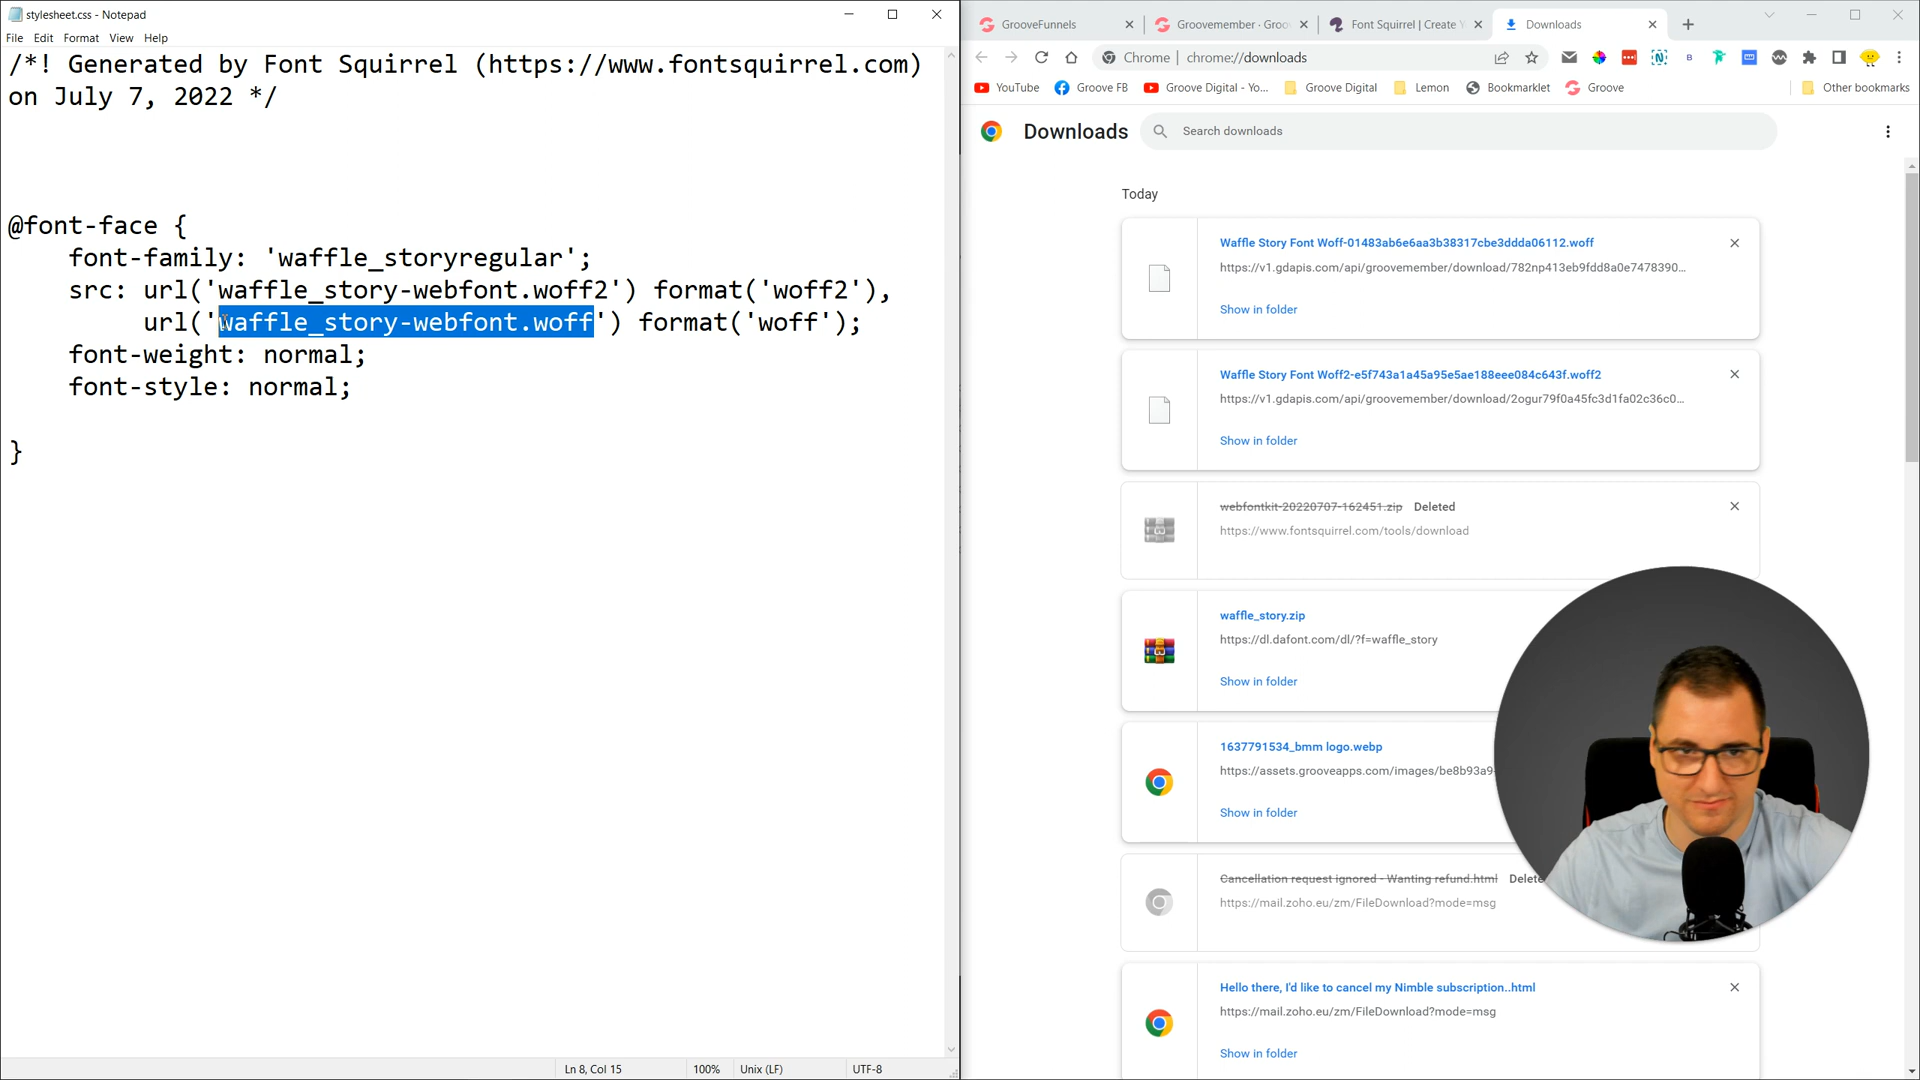 stylesheet.css - Notepad
File Edit Format View Help
/*! Generated by Font Squirrel (https://www.fontsquirrel.com)
on July 7, 2022 */
@font-face {
font-family: 'waffle_storyregular';
src: url('waffle_story-webfont.woff2') format('woff2'),
url('waffle_story-webfont.woff') format('woff');
font-weight: normal;
font-style: normal;
}
Ln 8, Col 15 100% Unix (LF) UTF-8
GrooveFunnels
Groovemember - Groo
Font Squirrel | Create Y
Downloads
Chrome | chrome://downloads
YouTube Groove FB Groove Digital - Yo... Groove Digital Lemon Bookmarklet Groove Other bookmarks
Downloads
Search downloads
Today
Waffle Story Font Woff-01483ab6e6aa3b38317cbe3ddda06112.woff
https://v1.gdapis.com/api/groovemember/download/782np413eb9fdd8a0e7478390...
Show in folder
Waffle Story Font Woff2-e5f743a1a45a95e5ae188eee084c643f.woff2
https://v1.gdapis.com/api/groovemember/download/2ogur79f0a45fc3d1fa02c36c0...
Show in folder
webfontkit-20220707-162451.zip Deleted
https://www.fontsquirrel.com/tools/download
waffle_story.zip
https://dl.dafont.com/dl/?f=waffle_story
Show in folder
1637791534_bmm logo.webp
https://assets.grooveapps.com/images/be8b93a9
Show in folder
Cancellation request ignored - Wanting refund.html Delete
https://mail.zoho.eu/zm/FileDownload?mode=msg
Hello there, I'd like to cancel my Nimble subscription..html
https://mail.zoho.eu/zm/FileDownload?mode=msg
Show in folder